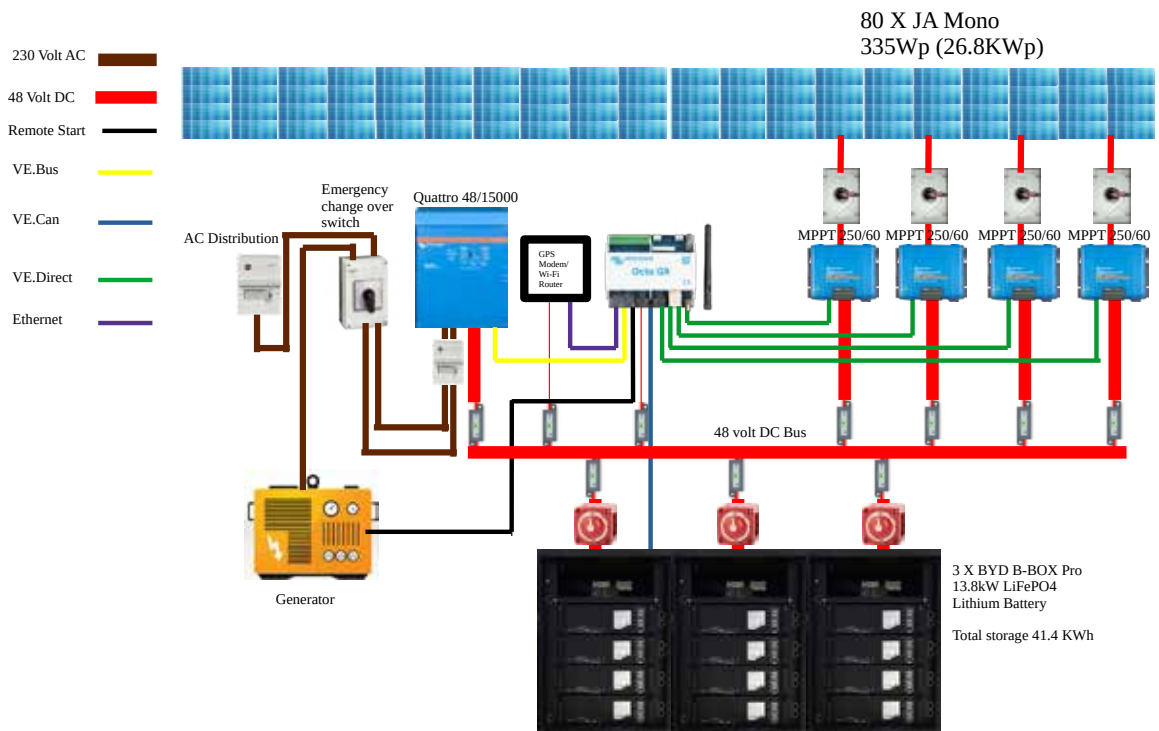 80 X JA Mono
335Wp (26.8KWp)
230 Volt AC
48 Volt DC
Remote Start
VE.Bus
VE.Can
VE.Direct
Ethernet
AC Distribution
Emergency
change over
switch
Quattro 48/15000
GPS
Modem/
Wi-Fi
Router
Octo GX
MPPT 250/60
MPPT 250/60
MPPT 250/60
MPPT 250/60
48 volt DC Bus
Generator
3 X BYD B-BOX Pro
13.8kW LiFePO4
Lithium Battery
Total storage 41.4 KWh